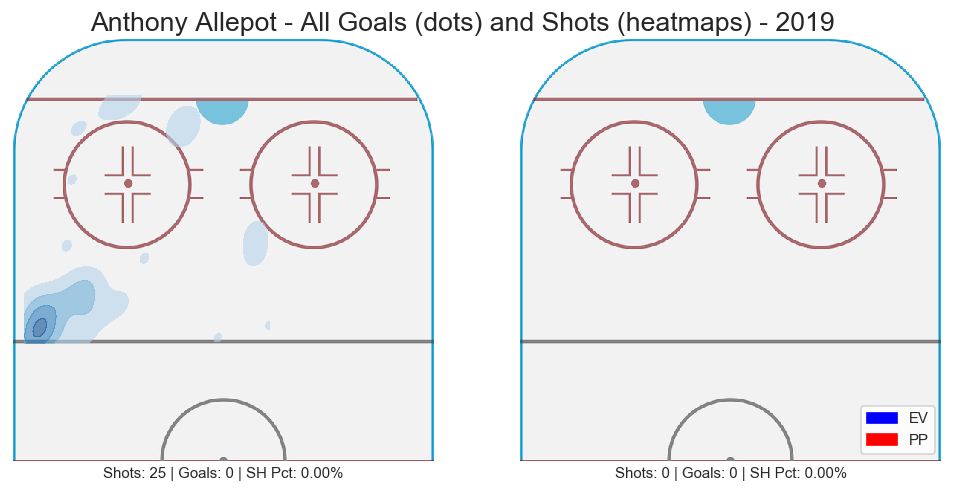 Anthony Allepot - All Goals (dots) and Shots (heatmaps) - 2019
EV
PP
Shots: 25 | Goals: 0 | SH Pct: 0.00%
Shots: 0 | Goals: 0 | SH Pct: 0.00%